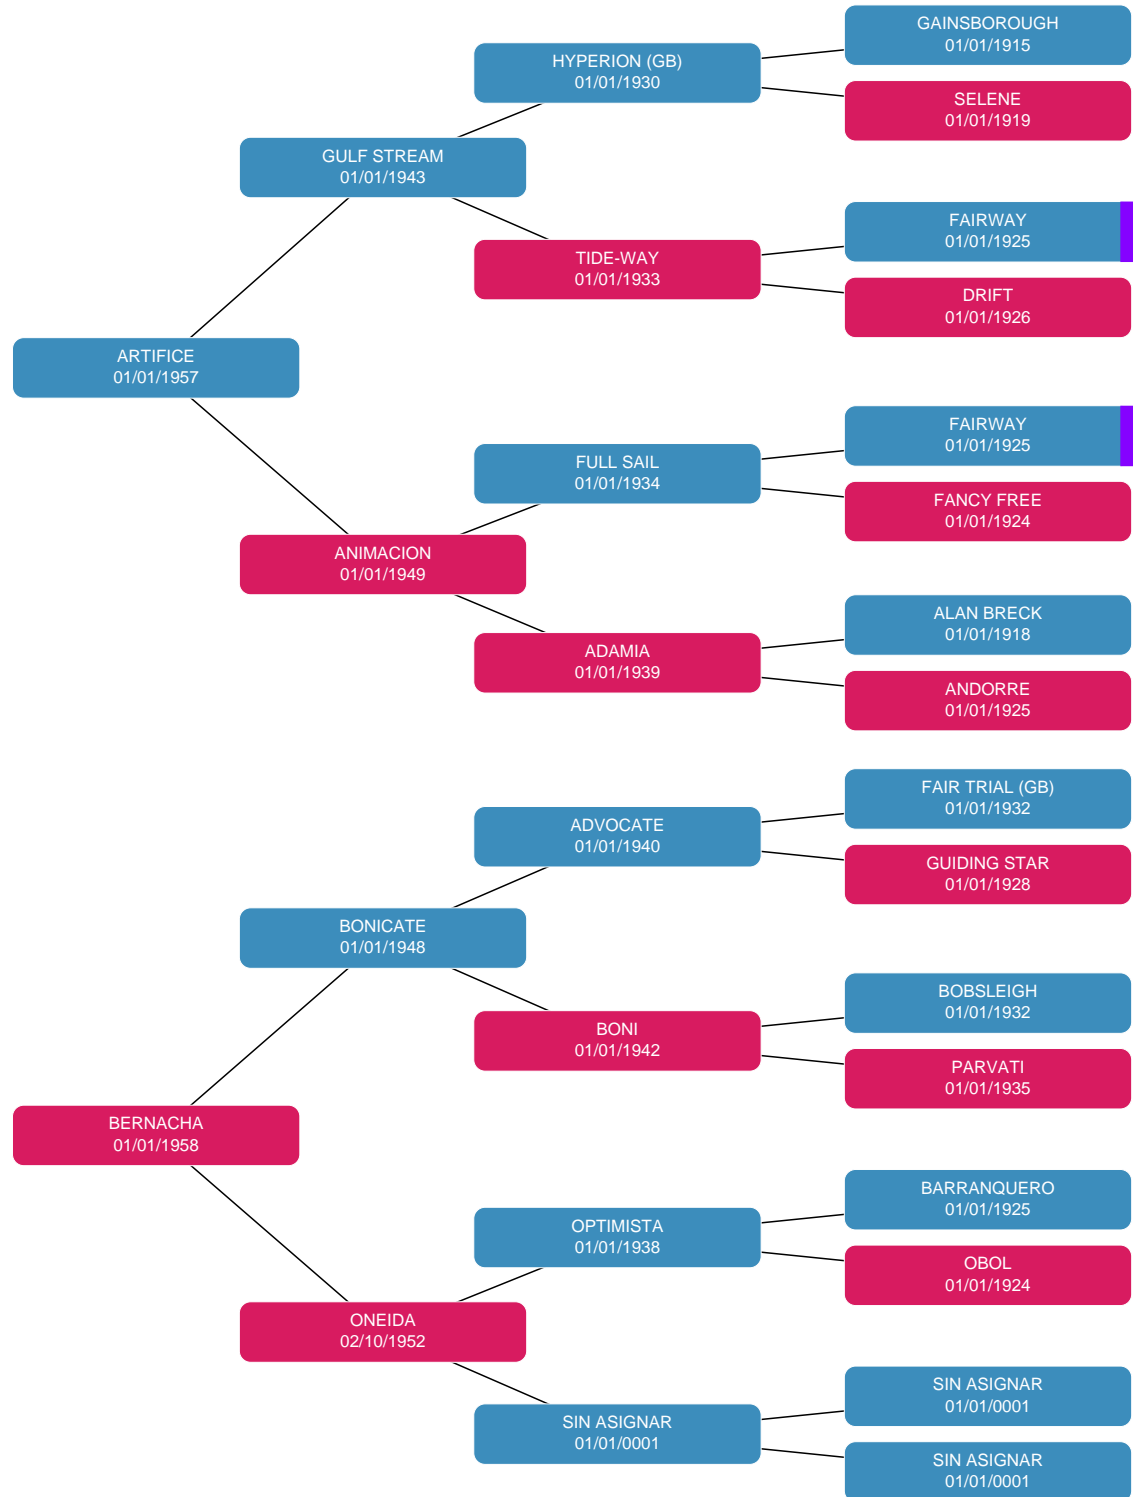 GAINSBOROUGH
01/01/1915
HYPERION (GB)
01/01/1930
SELENE
01/01/1919
GULF STREAM
01/01/1943
FAIRWAY
01/01/1925
TIDE-WAY
01/01/1933
DRIFT
01/01/1926
ARTIFICE
01/01/1957
FAIRWAY
01/01/1925
FULL SAIL
01/01/1934
FANCY FREE
01/01/1924
ANIMACION
01/01/1949
ALAN BRECK
01/01/1918
ADAMIA
01/01/1939
ANDORRE
01/01/1925
FAIR TRIAL (GB)
01/01/1932
ADVOCATE
01/01/1940
GUIDING STAR
01/01/1928
BONICATE
01/01/1948
BOBSLEIGH
01/01/1932
BONI
01/01/1942
PARVATI
01/01/1935
BERNACHA
01/01/1958
BARRANQUERO
01/01/1925
OPTIMISTA
01/01/1938
OBOL
01/01/1924
ONEIDA
02/10/1952
SIN ASIGNAR
01/01/0001
SIN ASIGNAR
01/01/0001
SIN ASIGNAR
01/01/0001